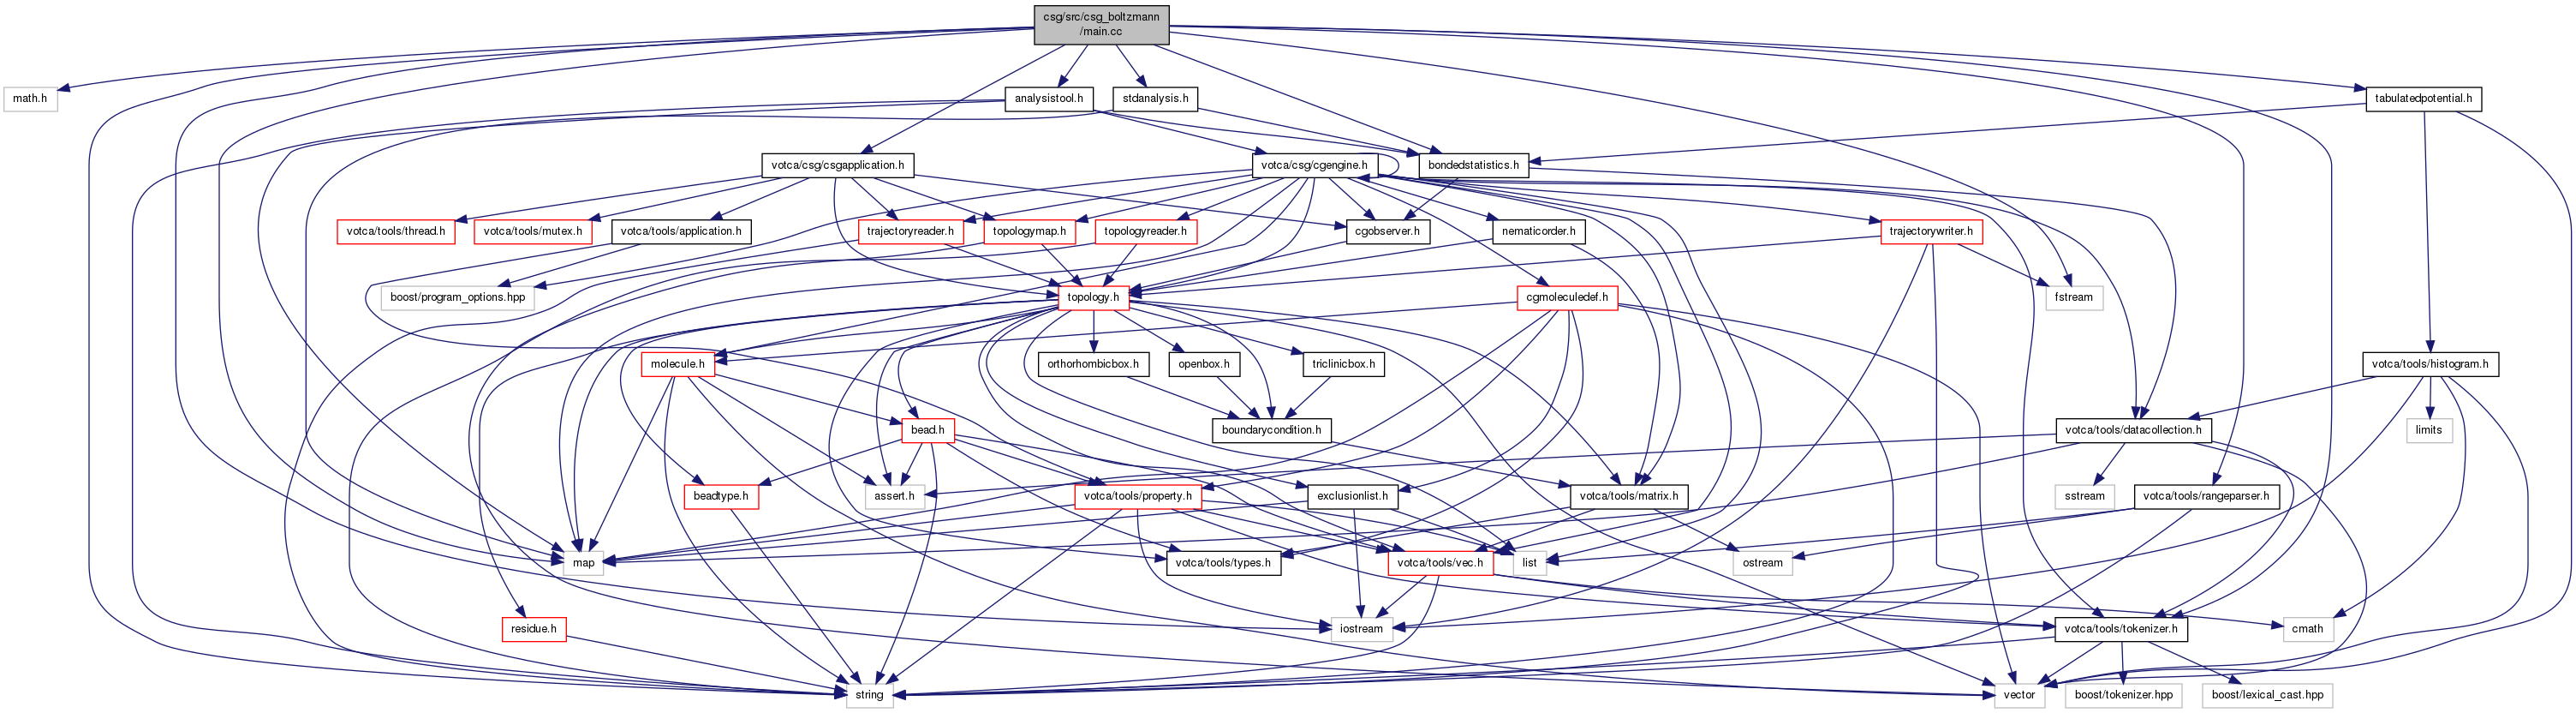 csg/src/csg_boltzmann
/main.cc
math.h
analysistool.h
stdanalysis.h
tabulatedpotential.h
votca/csg/csgapplication.h
votca/csg/cgengine.h
bondedstatistics.h
votca/tools/thread.h
votca/tools/mutex.h
votca/tools/application.h
trajectoryreader.h
topologymap.h
topologyreader.h
cgobserver.h
nematicorder.h
trajectorywriter.h
boost/program_options.hpp
topology.h
cgmoleculedef.h
fstream
molecule.h
orthorhombicbox.h
openbox.h
triclinicbox.h
votca/tools/histogram.h
bead.h
boundarycondition.h
votca/tools/datacollection.h
limits
beadtype.h
assert.h
votca/tools/property.h
exclusionlist.h
votca/tools/matrix.h
sstream
votca/tools/rangeparser.h
map
votca/tools/types.h
votca/tools/vec.h
list
ostream
residue.h
iostream
votca/tools/tokenizer.h
cmath
string
vector
boost/tokenizer.hpp
boost/lexical_cast.hpp